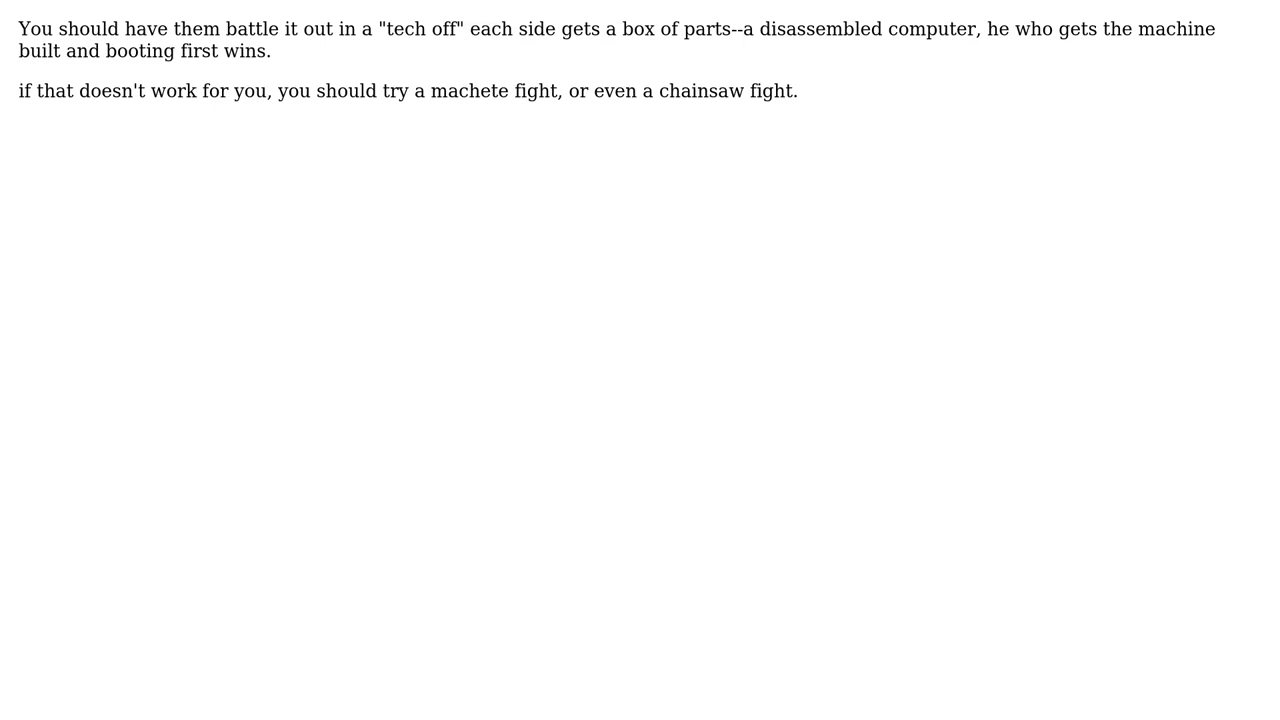 You should have them battle it out in a "tech off" each side gets a box of parts--a disassembled computer, he who gets the machine
built and booting first wins.
if that doesn't work for you, you should try a machete fight, or even a chainsaw fight.